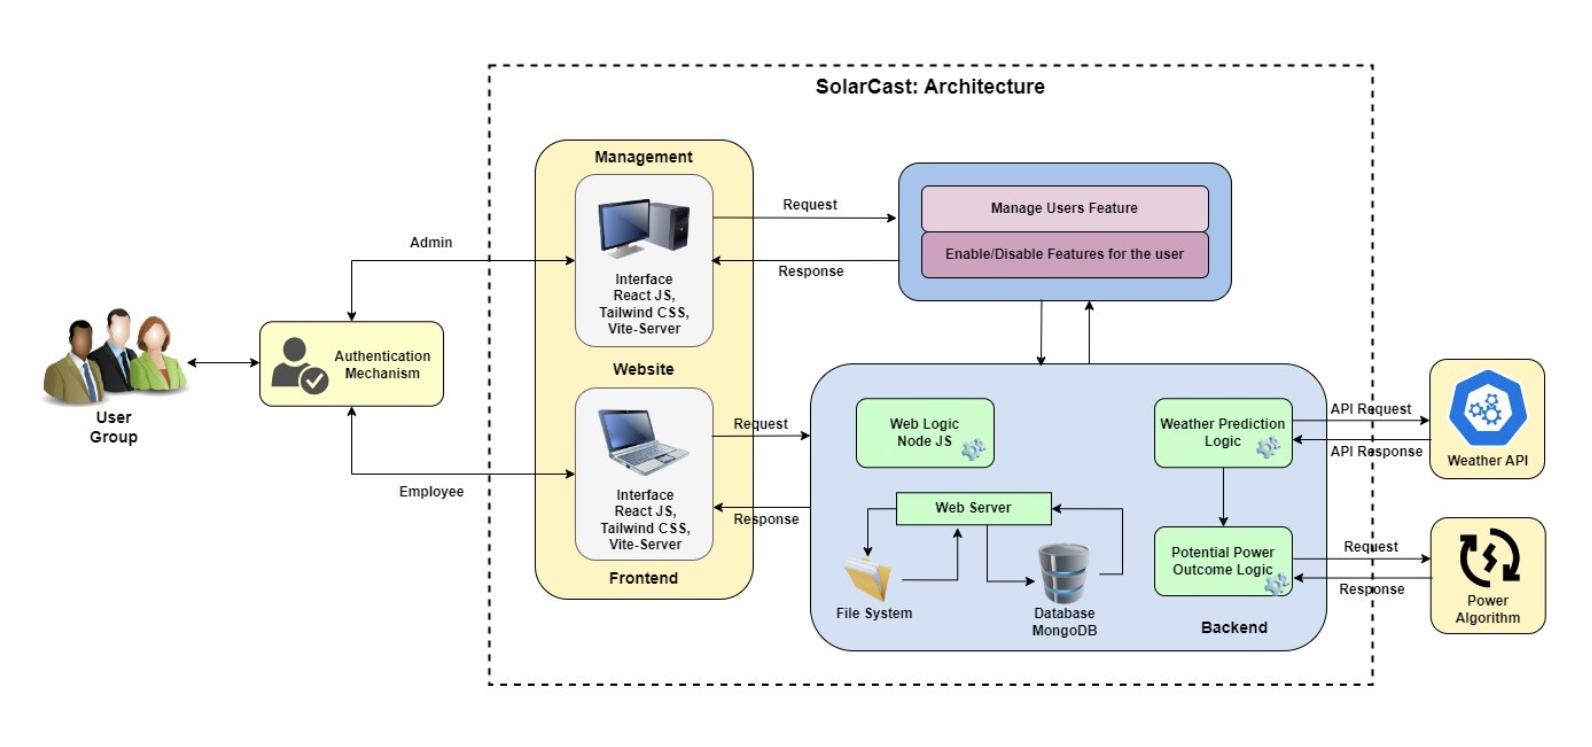 SolarCast: Architecture
Management
Interface
React JS,
Tailwind CSS,
Vite-Server
Website
Interface
React JS,
Tailwind CSS,
Vite-Server
Frontend
Admin
Employee
User
Group
Authentication
Mechanism
Request
Response
Manage Users Feature
Enable/Disable Features for the user
Request
Response
Web Logic
Node JS
Web Server
File System
Database
MongoDB
Weather Prediction
Logic
Potential Power
Outcome Logic
Backend
API Request
API Response
Weather API
Request
Response
Power
Algorithm